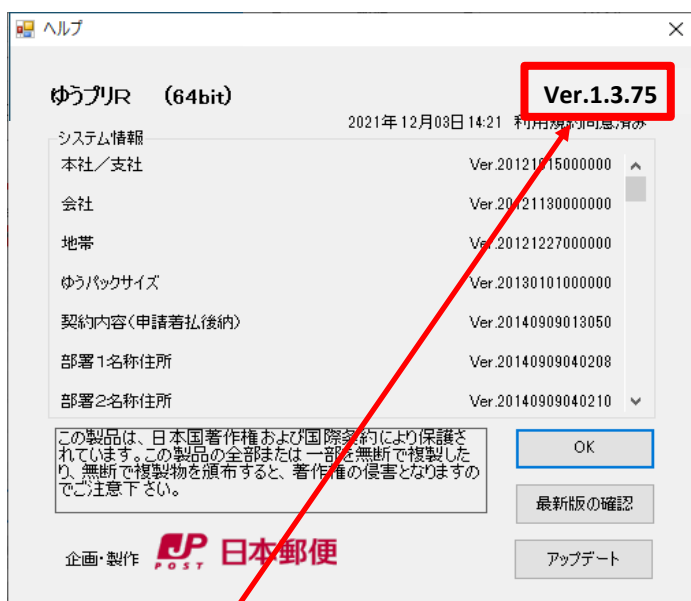 ヘルプ
ゆうプリR (64bit)
Ver.1.3.75
2021年12月03日 14:21 利用規約同意済み
システム情報
本社／支社 Ver.20121015000000
会社 Ver.20121130000000
地帯 Ver.20121227000000
ゆうパックサイズ Ver.20130101000000
契約内容(申請着払後納) Ver.20140909013050
部署1名称住所 Ver.20140909040208
部署2名称住所 Ver.20140909040210
この製品は、日本国著作権および国際条約により保護さ
れています。この製品の全部または一部を無断で複製した
り、無断で複製物を頒布すると、著作権の侵害となりますの
でご注意下さい。
OK
最新版の確認
企画・製作 JP POST 日本郵便
アップデート